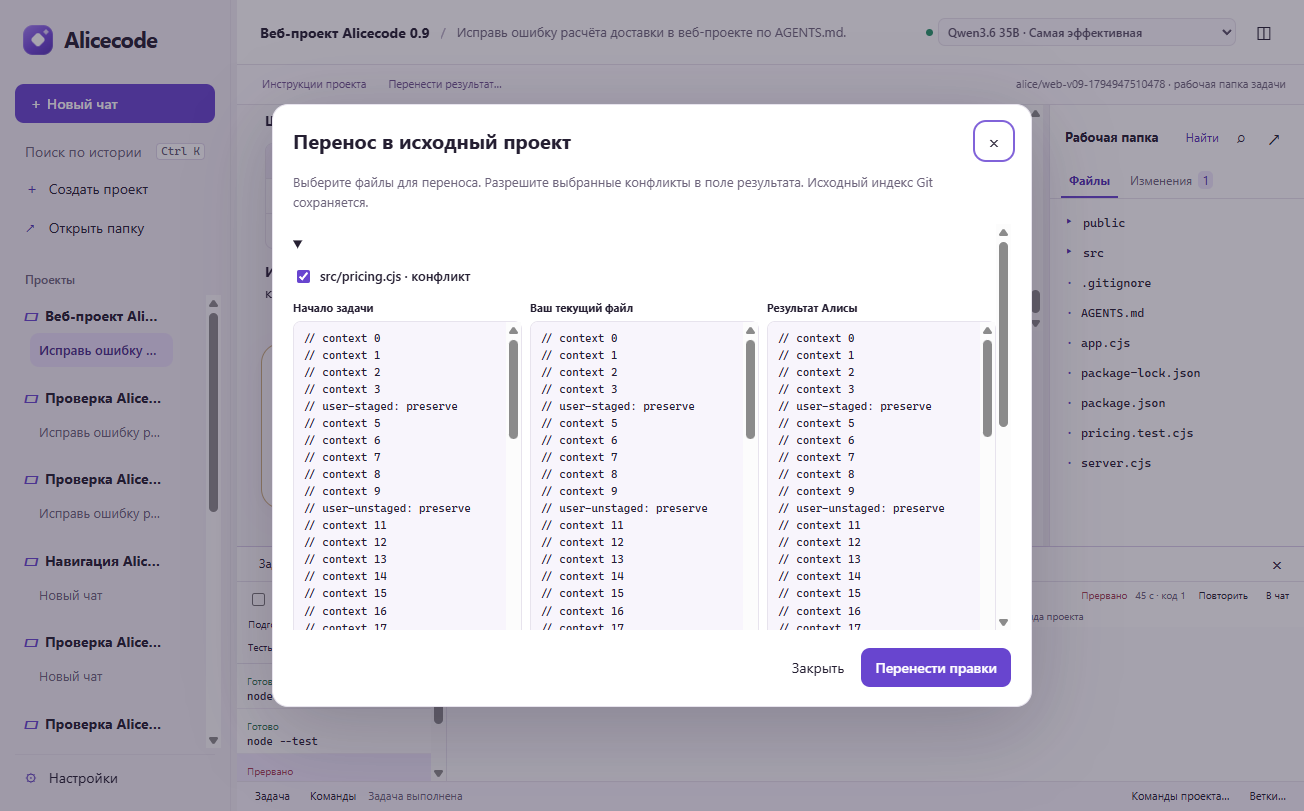 Alicecode
+ Новый чат
Поиск по истории Ctrl K
+ Создать проект
Открыть папку
Проекты
Веб-проект Ali...
Исправь ошибку ...
Проверка Alice...
Исправь ошибку р...
Проверка Alice...
Исправь ошибку р...
Навигация Alic...
Новый чат
Проверка Alice...
Новый чат
Проверка Alice...
Настройки
Веб-проект Alicecode 0.9 / Исправь ошибку расчёта доставки в веб-проекте по AGENTS.md.
Qwen3.6 35B · Самая эффективная
Инструкции проекта Перенести результат...
alice/web-v09-1794947510478 · рабочая папка задачи
Перенос в исходный проект
×
Выберите файлы для переноса. Разрешите выбранные конфликты в поле результата. Исходный индекс Git
сохраняется.
src/pricing.cjs · конфликт
Начало задачи
// context 0
// context 1
// context 2
// context 3
// user-staged: preserve
// context 5
// context 6
// context 7
// context 8
// context 9
// user-unstaged: preserve
// context 11
// context 12
// context 13
// context 14
// context 15
// context 16
// context 17
Ваш текущий файл
// context 0
// context 1
// context 2
// context 3
// user-staged: preserve
// context 5
// context 6
// context 7
// context 8
// context 9
// user-unstaged: preserve
// context 11
// context 12
// context 13
// context 14
// context 15
// context 16
// context 17
Результат Алисы
// context 0
// context 1
// context 2
// context 3
// user-staged: preserve
// context 5
// context 6
// context 7
// context 8
// context 9
// user-unstaged: preserve
// context 11
// context 12
// context 13
// context 14
// context 15
// context 16
// context 17
Закрыть
Перенести правки
Рабочая папка Найти
Файлы Изменения 1
public
src
.gitignore
AGENTS.md
app.cjs
package-lock.json
package.json
pricing.test.cjs
server.cjs
×
Прервано 45 с · код 1 Повторить В чат
проекта
node
Готово
node --test
Прервано
Задача Команды Задача выполнена
Команды проекта... Ветки...